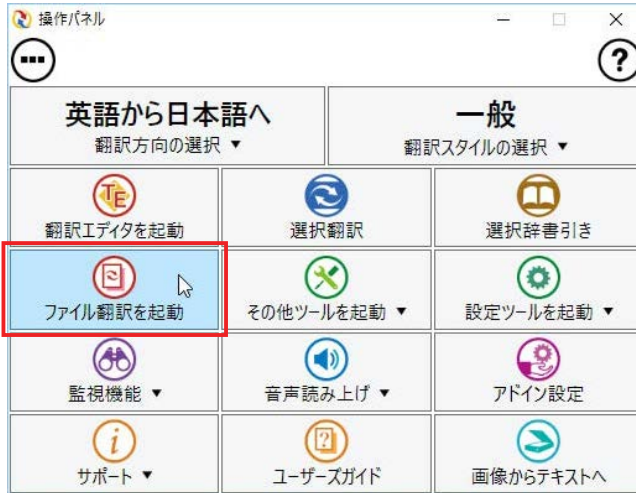 操作パネル
?
英語から日本語へ
翻訳方向の選択 ▼
一般
翻訳スタイルの選択 ▼
TE
翻訳エディタを起動
選択翻訳
選択辞書引き
ファイル翻訳を起動
その他ツールを起動 ▼
設定ツールを起動 ▼
監視機能 ▼
音声読み上げ ▼
アドイン設定
i
サポート ▼
?
ユーザーズガイド
画像からテキストへ